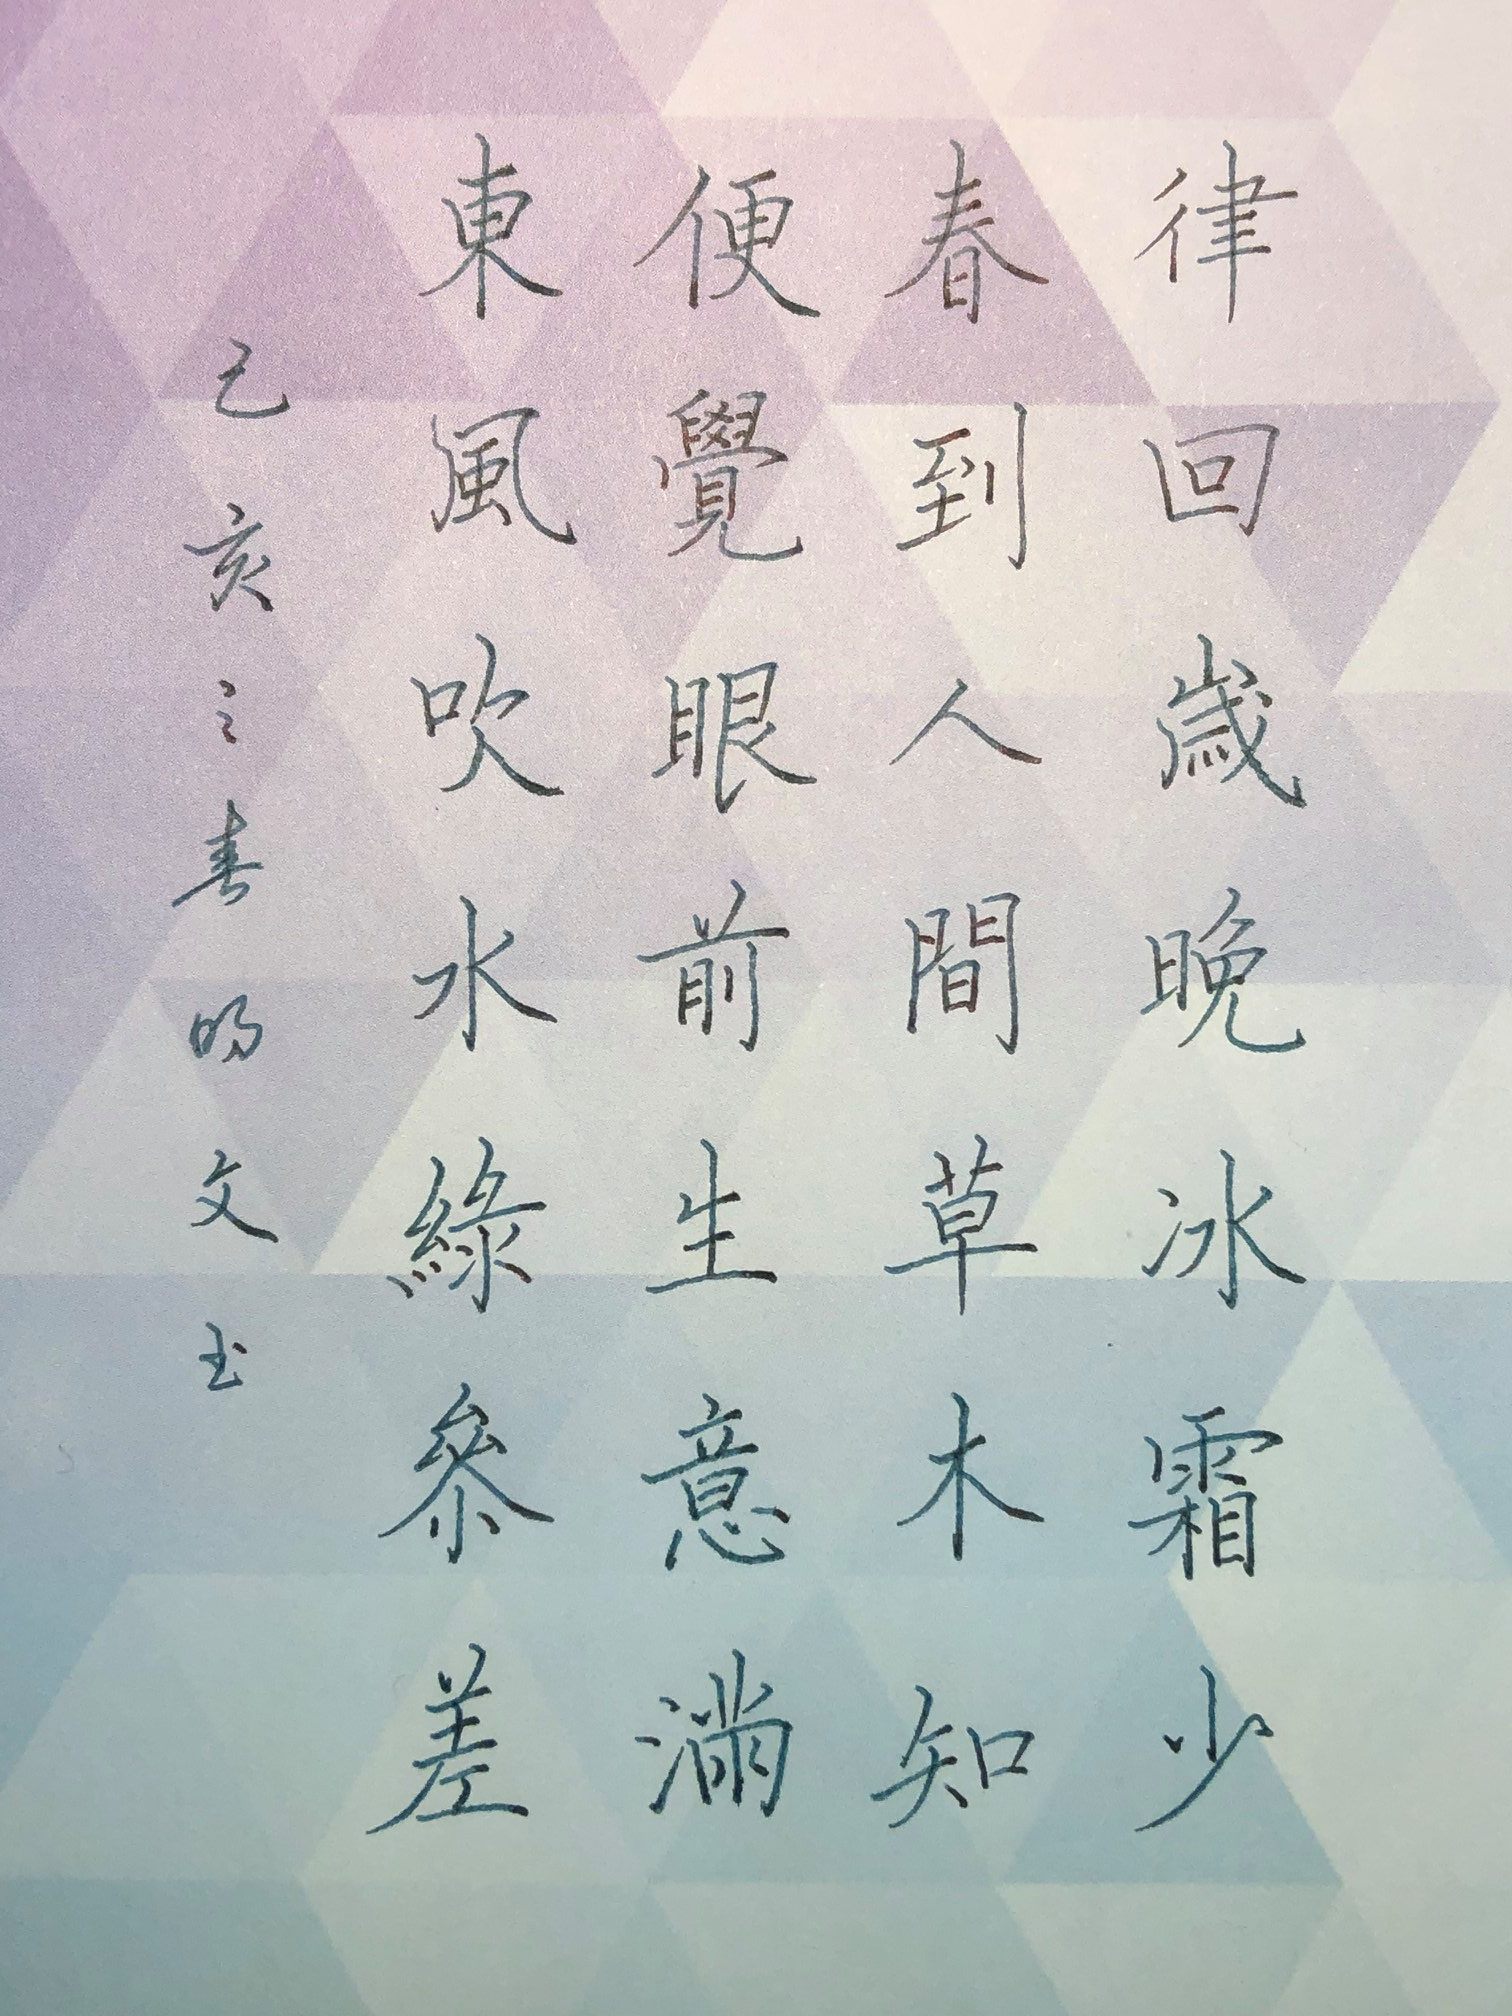 律回歲晚冰霜少
春到人間草木知
便覺眼前生意滿
東風吹水綠參差
己亥之春明文书